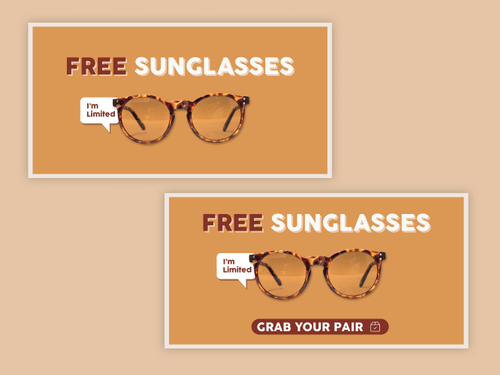 FREE SUNGLASSES
I'm
Limited
FREE SUNGLASSES
I'm
Limited
GRAB YOUR PAIR